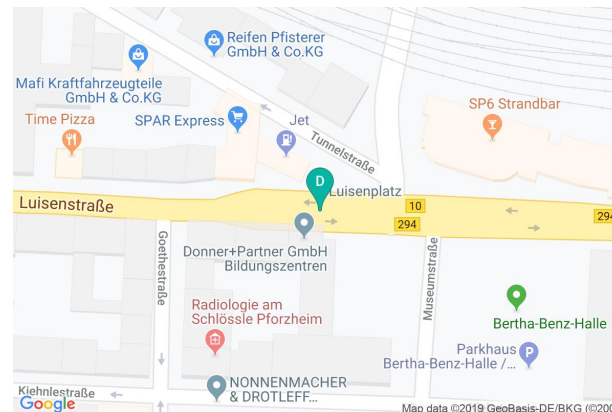 Reifen Pfisterer
GmbH & Co.KG
Mafi Kraftfahrzeugteile
GmbH & Co.KG
SP6 Strandbar
Time Pizza
SPAR Express
Jet
Tunnelstraße
D
Luisenplatz
Luisenstraße
10
294
294
Donner+Partner GmbH
Bildungszentren
Goethestraße
Museumstraße
Radiologie am
Schlössle Pforzheim
Bertha-Benz-Halle
Parkhaus
Bertha-Benz-Halle /...
Kiehnlestraße
NONNENMACHER
& DROTLEFF...
Google
Map data ©2019 GeoBasis-DE/BKG (©200